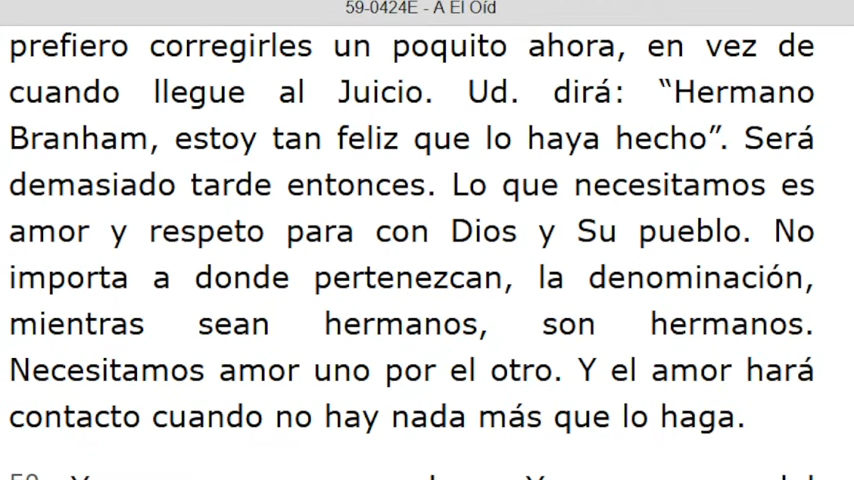 59-0424E - A El Oíd
prefiero corregirles un poquito ahora, en vez de
cuando llegue al Juicio. Ud. dirá: “Hermano
Branham, estoy tan feliz que lo haya hecho”. Será
demasiado tarde entonces. Lo que necesitamos es
amor y respeto para con Dios y Su pueblo. No
importa a donde pertenezcan, la denominación,
mientras sean hermanos, son hermanos.
Necesitamos amor uno por el otro. Y el amor hará
contacto cuando no hay nada más que lo haga.